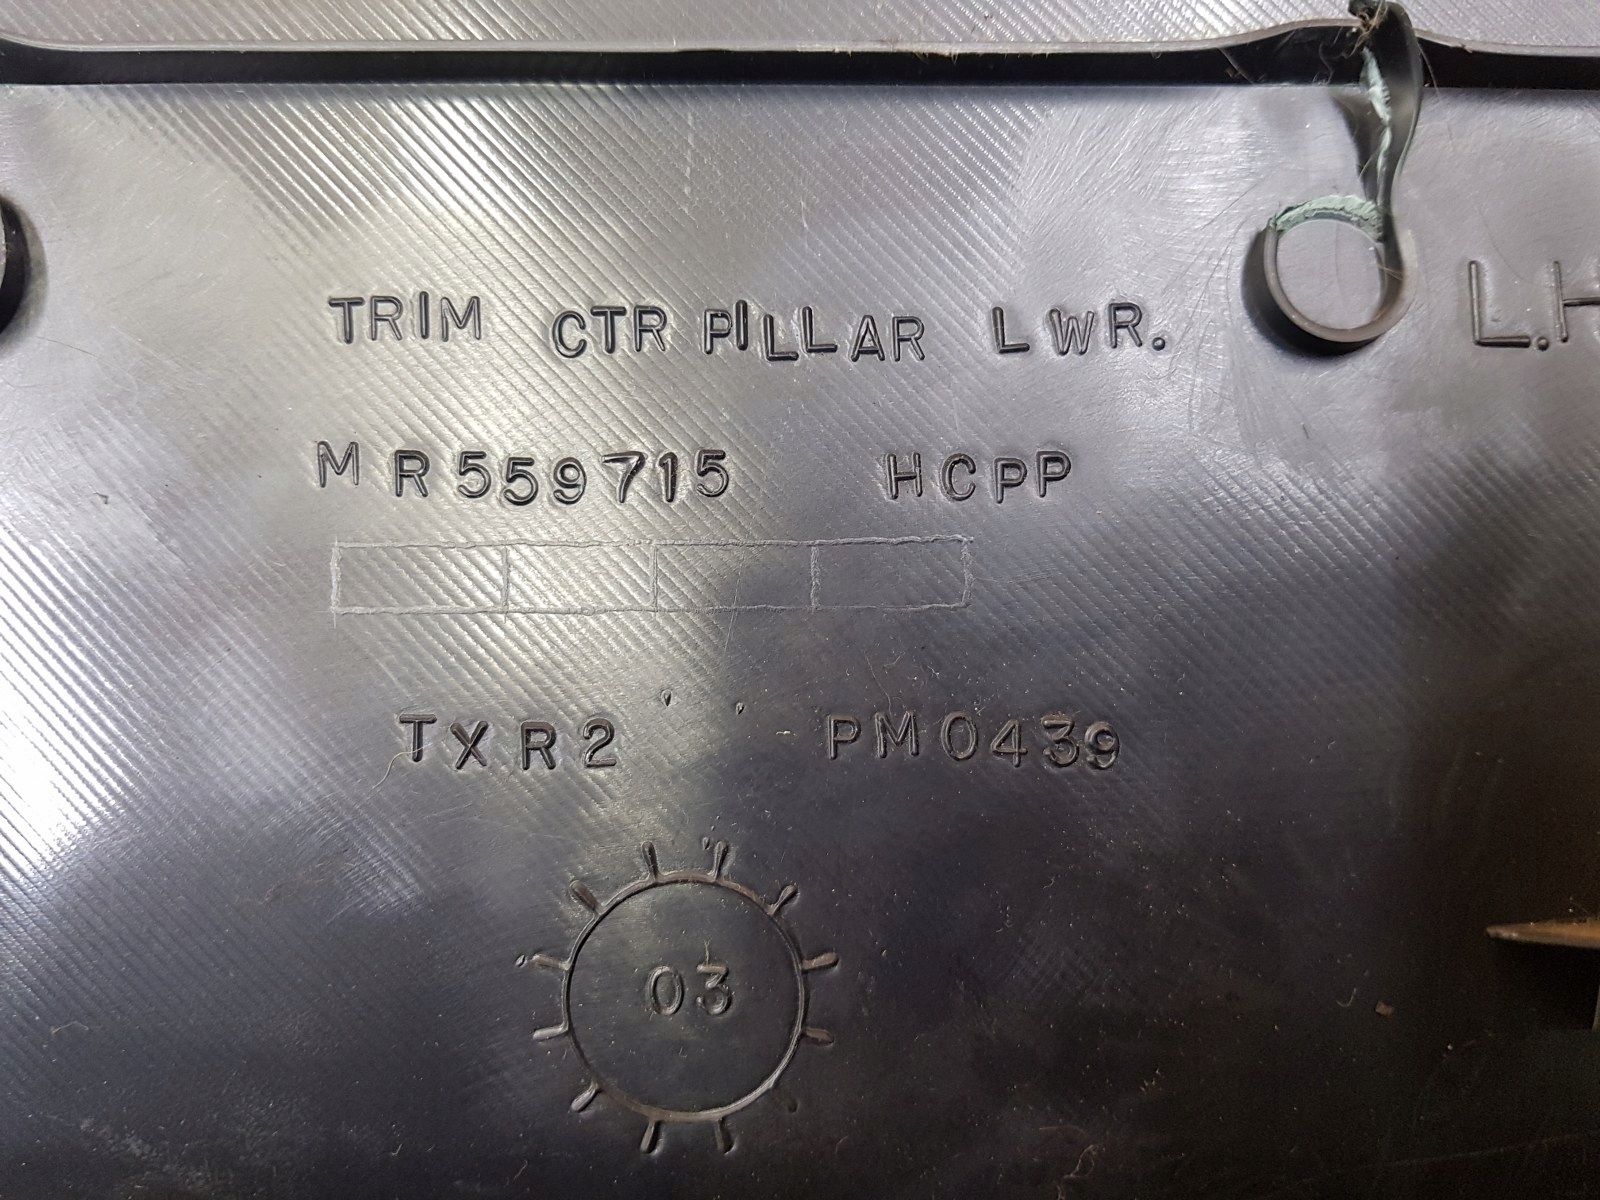 TRIM CTR PILLAR LWR. L.H
MR559715 HCPP
TXR2 PM0439
03